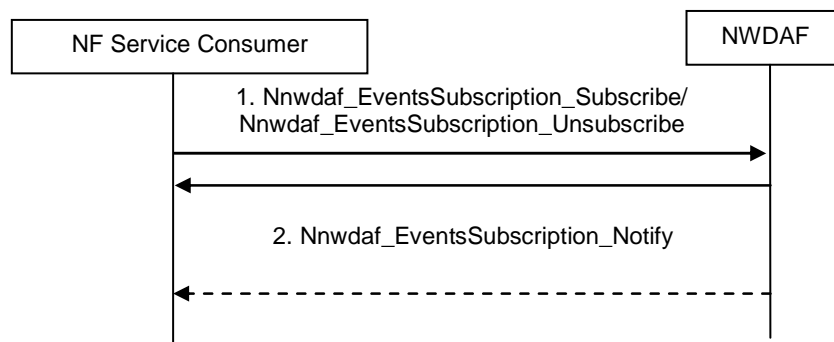 NF Service Consumer
NWDAF
1. Nnwdaf_EventsSubscription_Subscribe/
Nnwdaf_EventsSubscription_Unsubscribe
2. Nnwdaf_EventsSubscription_Notify